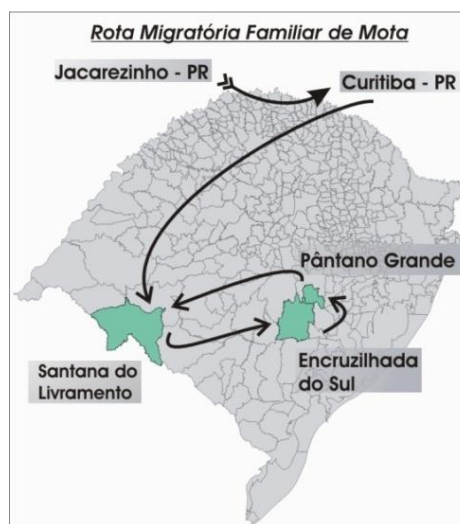 Rota Migratória Familiar de Mota
Jacarezinho - PR
Curitiba - PR
Pântano Grande
Santana do
Livramento
Encruzilhada
do Sul